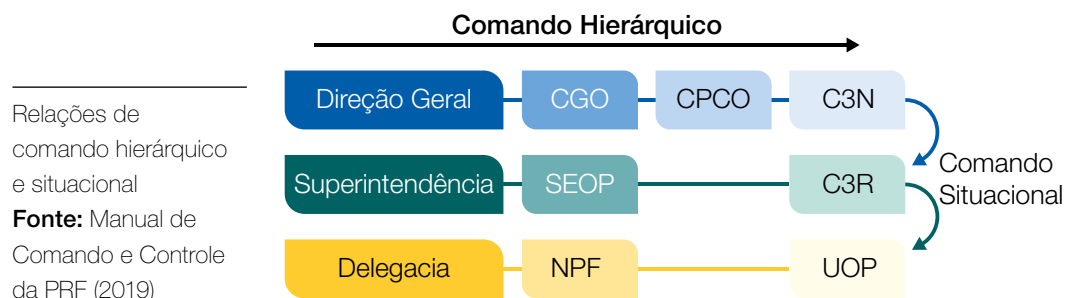 Comando Hierárquico
Relações de
comando hierárquico
e situacional
Fonte: Manual de
Comando e Controle
da PRF (2019)
Direção Geral
CGO
CPCO
C3N
Superintendência
SEOP
C3R
Delegacia
NPF
UOP
Comando
Situacional